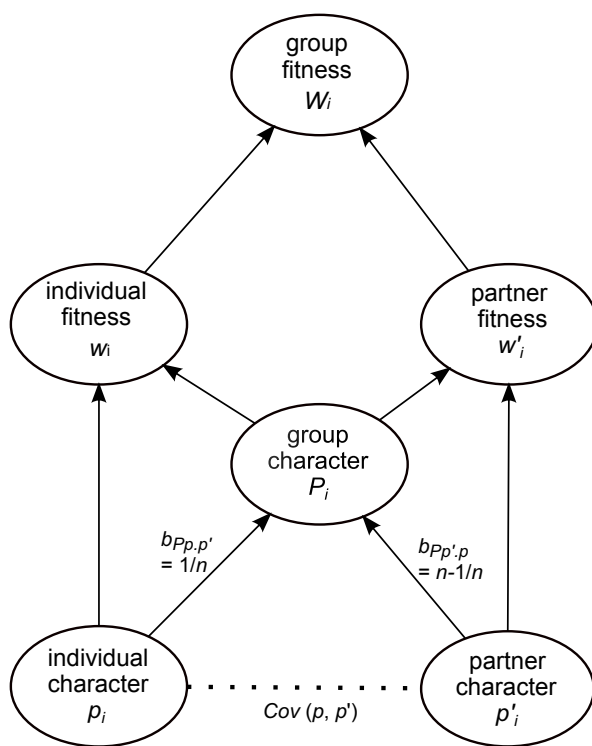 group
fitness
Wi
individual
fitness
wi
partner
fitness
w'i
group
character
Pi
bPp.p'
= 1/n
bPp'.p
= n-1/n
individual
character
pi
Cov (p, p')
partner
character
p'i